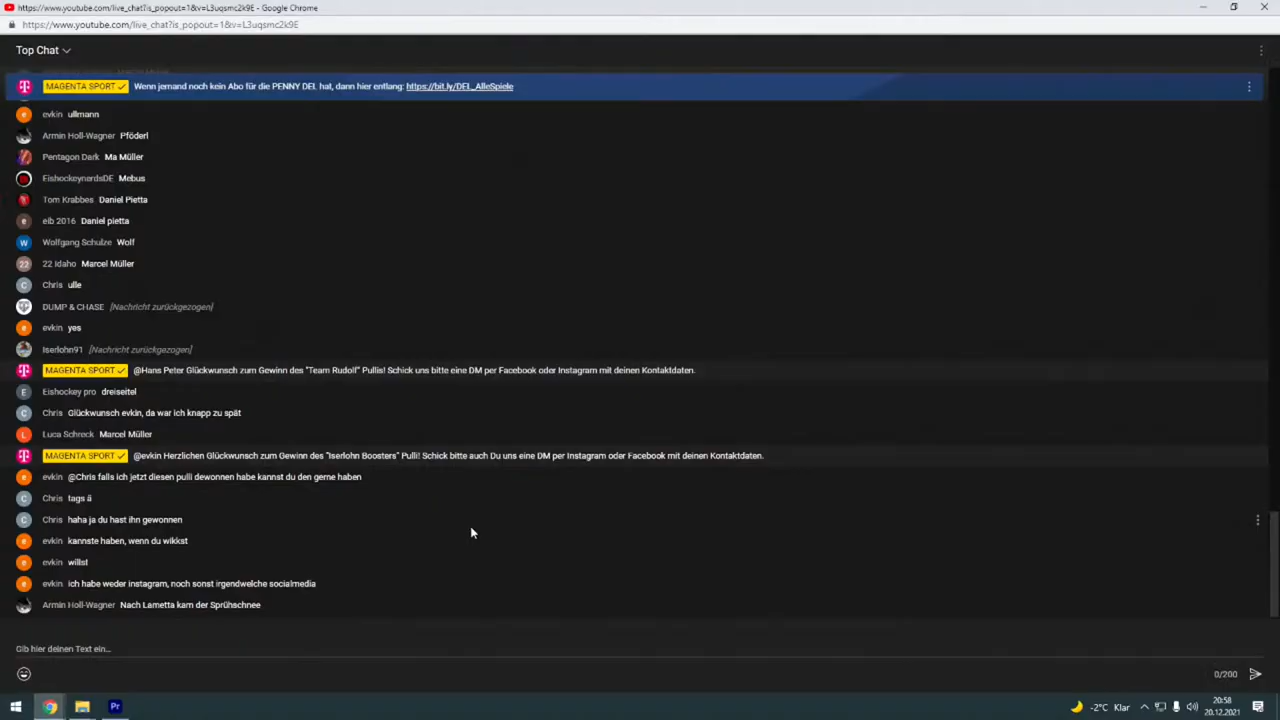 https://www.youtube.com/live_chat?is_popout=1&v=L3uqsmc2k9E - Google Chrome
https://www.youtube.com/live_chat?is_popout=1&v=L3uqsmc2k9E
Top Chat
MAGENTA SPORT Wenn jemand noch kein Abo für die PENNY DEL hat, dann hier entlang: https://bit.ly/DEL_AlleSpiele
e evkin ullmann
Armin Holl-Wagner Pföderl
Pentagon Dark Ma Müller
EishockeynerdsDE Mebus
Tom Krabbes Daniel Pietta
e eib 2016 Daniel pietta
W Wolfgang Schulze Wolf
22 22 Idaho Marcel Müller
C Chris ulle
DUMP & CHASE [Nachricht zurückgezogen]
e evkin yes
Iserlohn91 [Nachricht zurückgezogen]
MAGENTA SPORT @Hans Peter Glückwunsch zum Gewinn des "Team Rudolf" Pullis! Schick uns bitte eine DM per Facebook oder Instagram mit deinen Kontaktdaten.
E Eishockey pro dreiseitel
C Chris Glückwunsch evkin, da war ich knapp zu spät
L Luca Schreck Marcel Müller
MAGENTA SPORT @evkin Herzlichen Glückwunsch zum Gewinn des "Iserlohn Boosters" Pulli! Schick bitte auch Du uns eine DM per Instagram oder Facebook mit deinen Kontaktdaten.
e evkin @Chris falls ich jetzt diesen pulli dewonnen habe kannst du den gerne haben
C Chris tags ä
C Chris haha ja du hast ihn gewonnen
e evkin kannste haben, wenn du wikkst
e evkin willst
e evkin ich habe weder instagram, noch sonst irgendwelche socialmedia
Armin Holl-Wagner Nach Lametta kam der Sprühschnee
Gib hier deinen Text ein...
0/200
Pr
-2°C Klar
20:58
20.12.2021